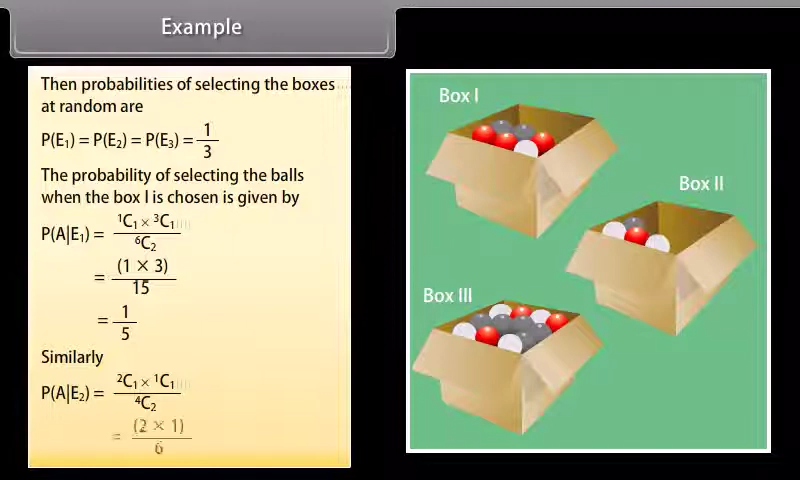 Example
Then probabilities of selecting the boxes
at random are
P(E₁) = P(E₂) = P(E₃) = 1/3
The probability of selecting the balls
when the box I is chosen is given by
P(A|E₁) = ¹C₁ × ³C₁ / ⁶C₂
= (1 × 3) / 15
= 1/5
Similarly
P(A|E₂) = ²C₁ × ¹C₁ / ⁴C₂
= (2 × 1) / 6
Box I
Box II
Box III